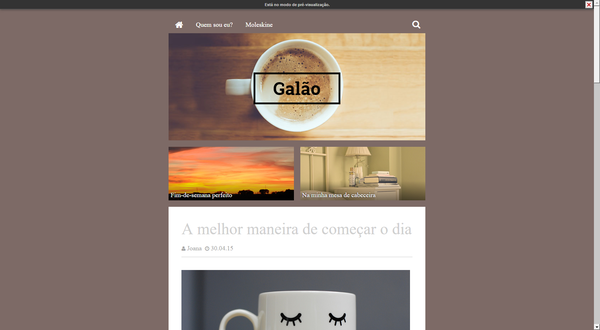 Está no modo de pré-visualização.
Quem sou eu? Moleskine
Galão
Fim-de-semana perfeito
Na minha mesa de cabeceira
A melhor maneira de começar o dia
Joana 30.04.15